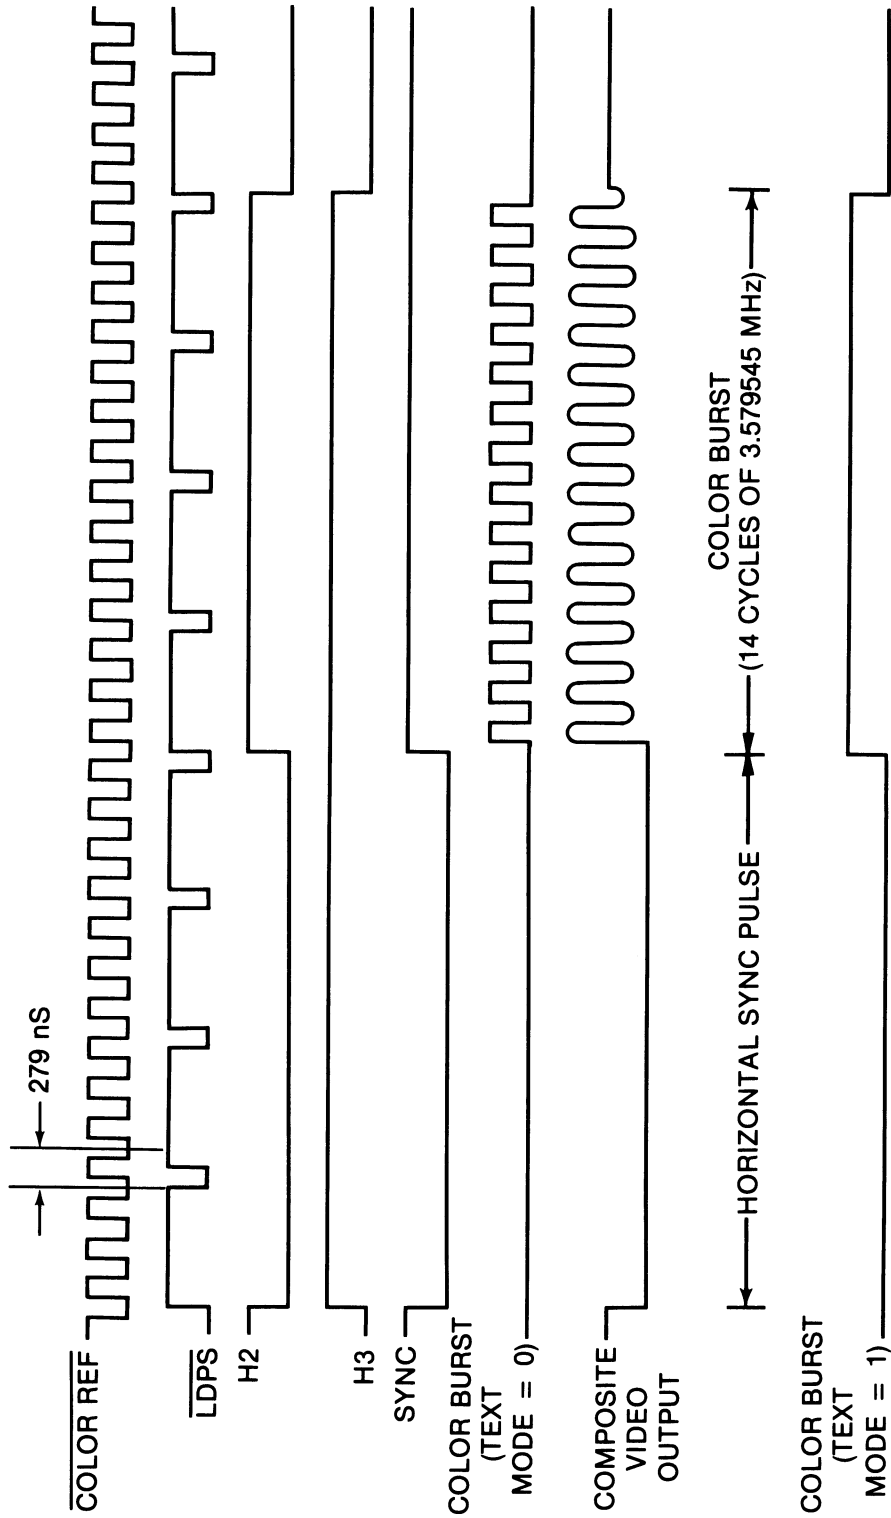 279 nS
COLOR REF
LDPS
H2
H3
SYNC
COLOR BURST
(TEXT
MODE = 0)
COMPOSITE
VIDEO
OUTPUT
HORIZONTAL SYNC PULSE
COLOR BURST
(14 CYCLES OF 3.579545 MHz)
COLOR BURST
(TEXT
MODE = 1)